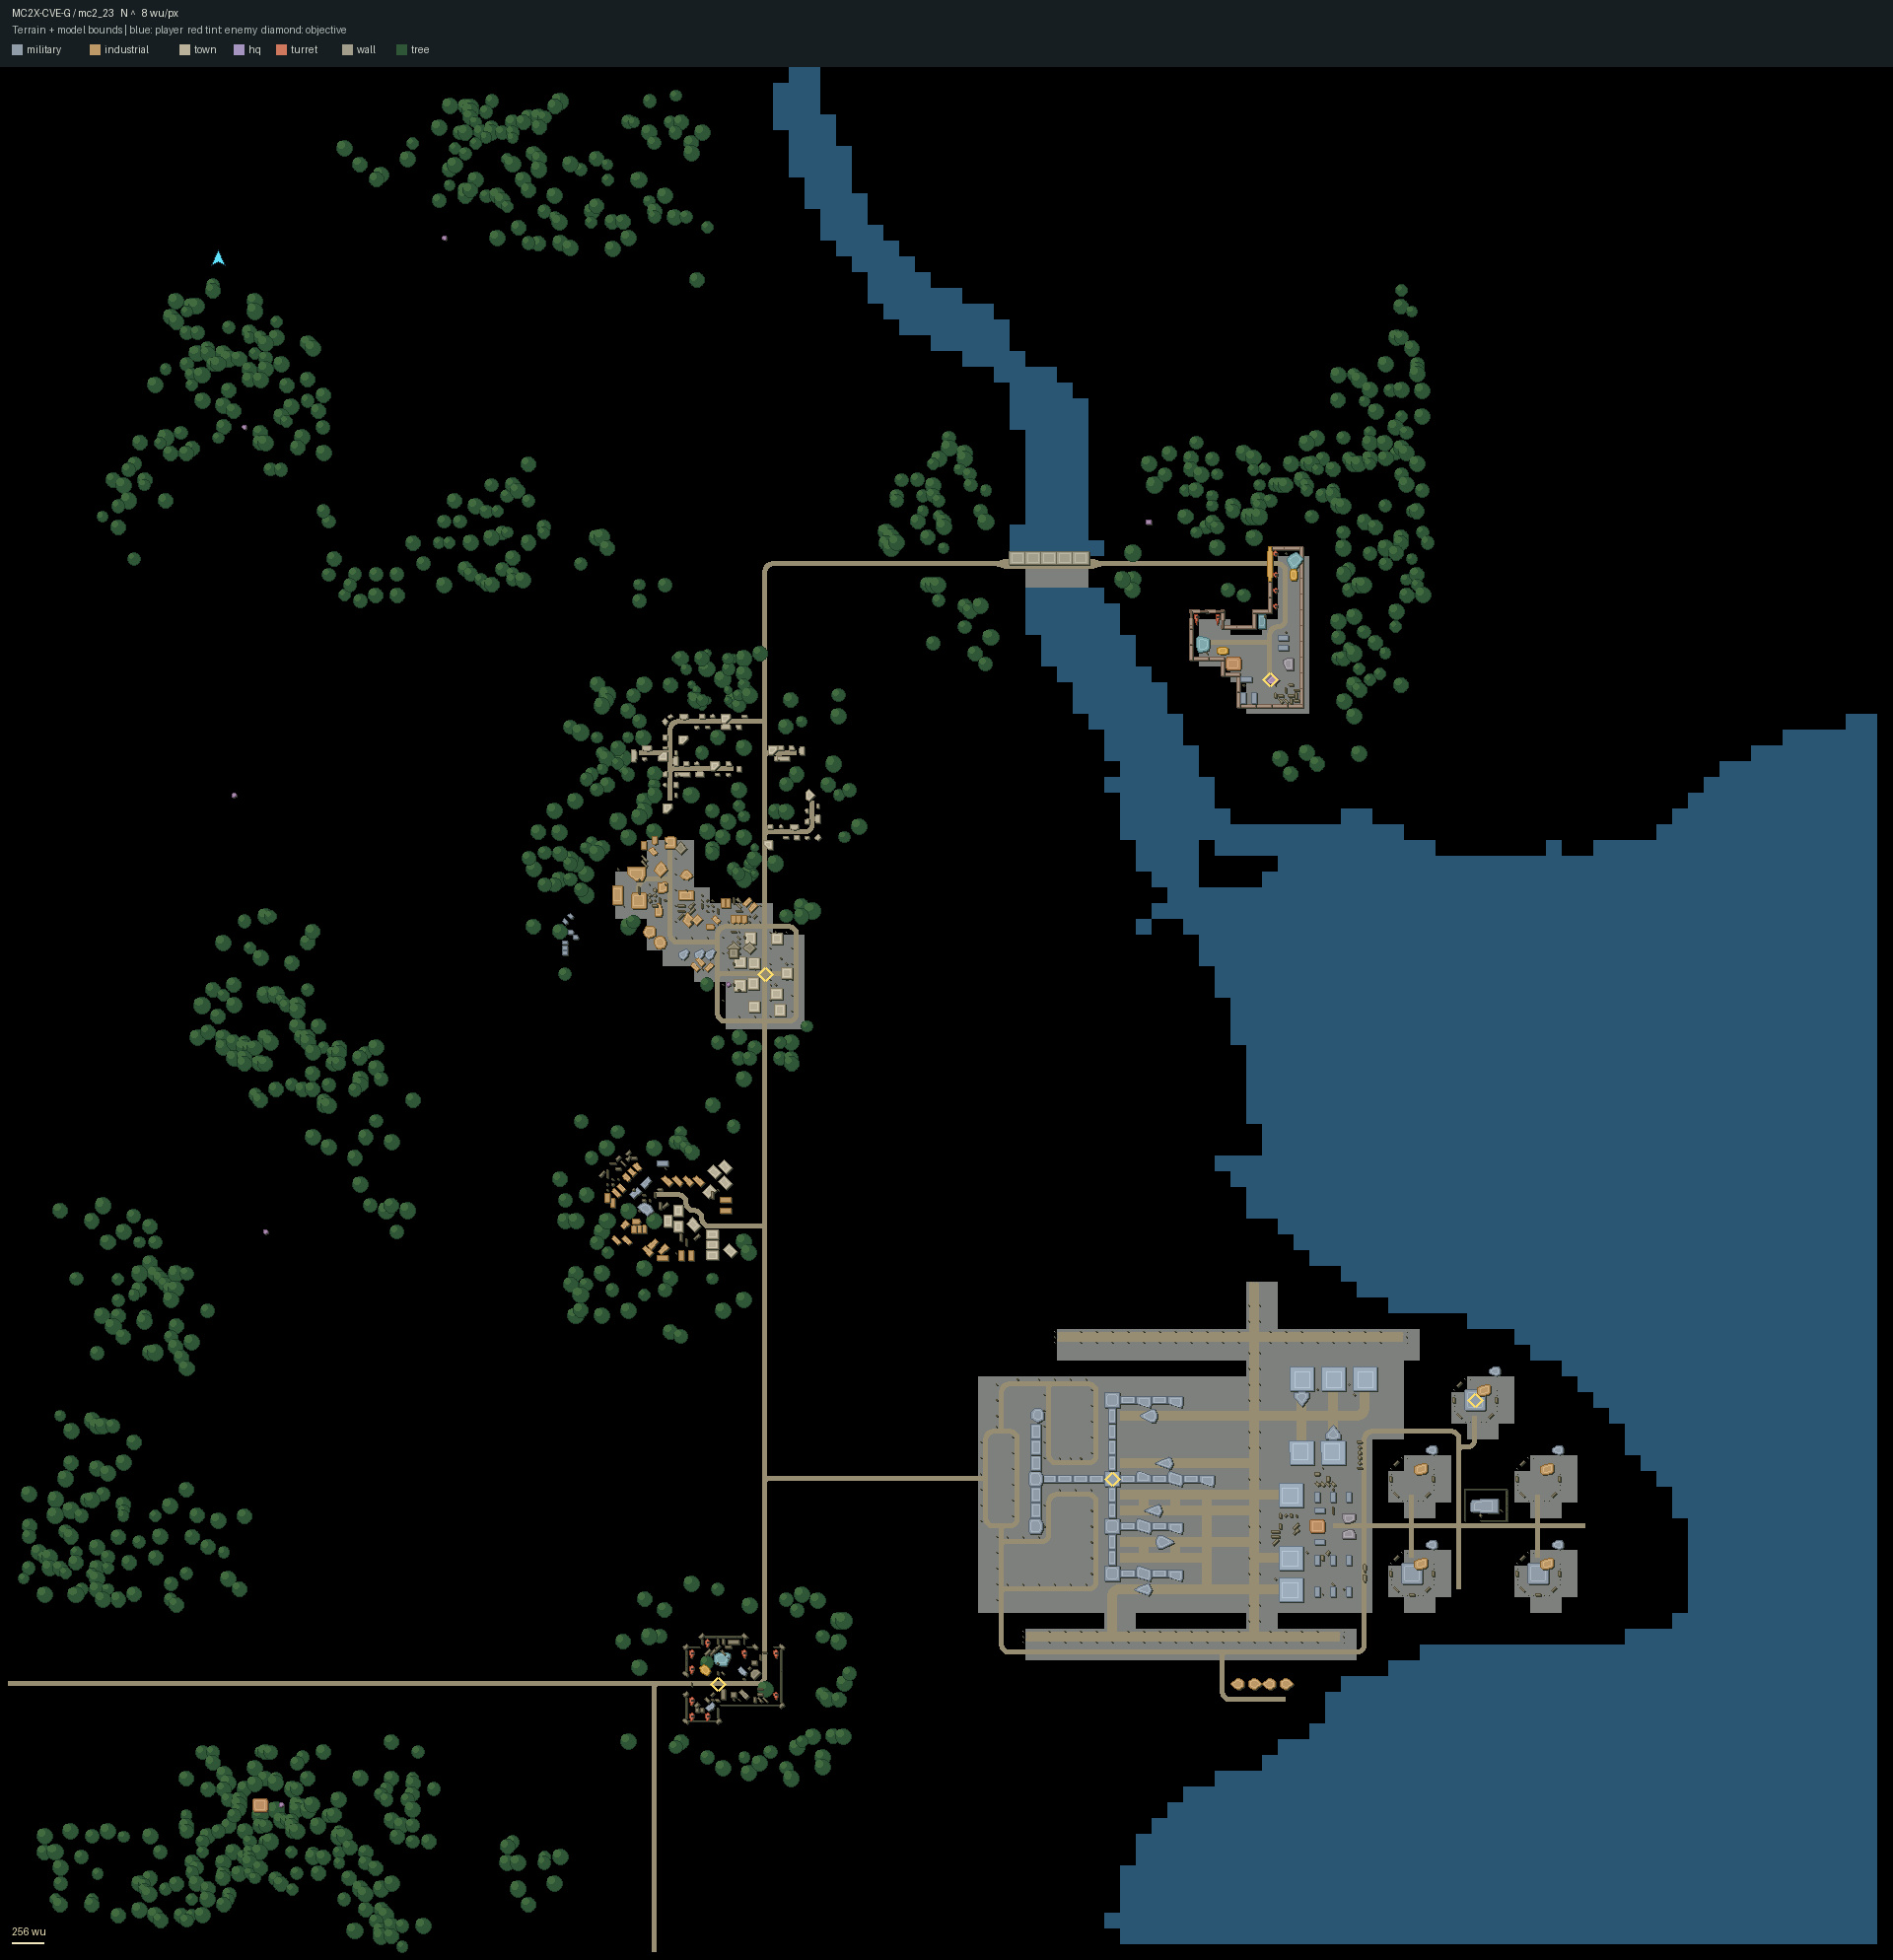 MC2X-CVE-G / mc2_23 N ^ 8 wu/px
Terrain + model bounds | blue: player red tint: enemy diamond: objective
military industrial town hq turret wall tree
256 wu